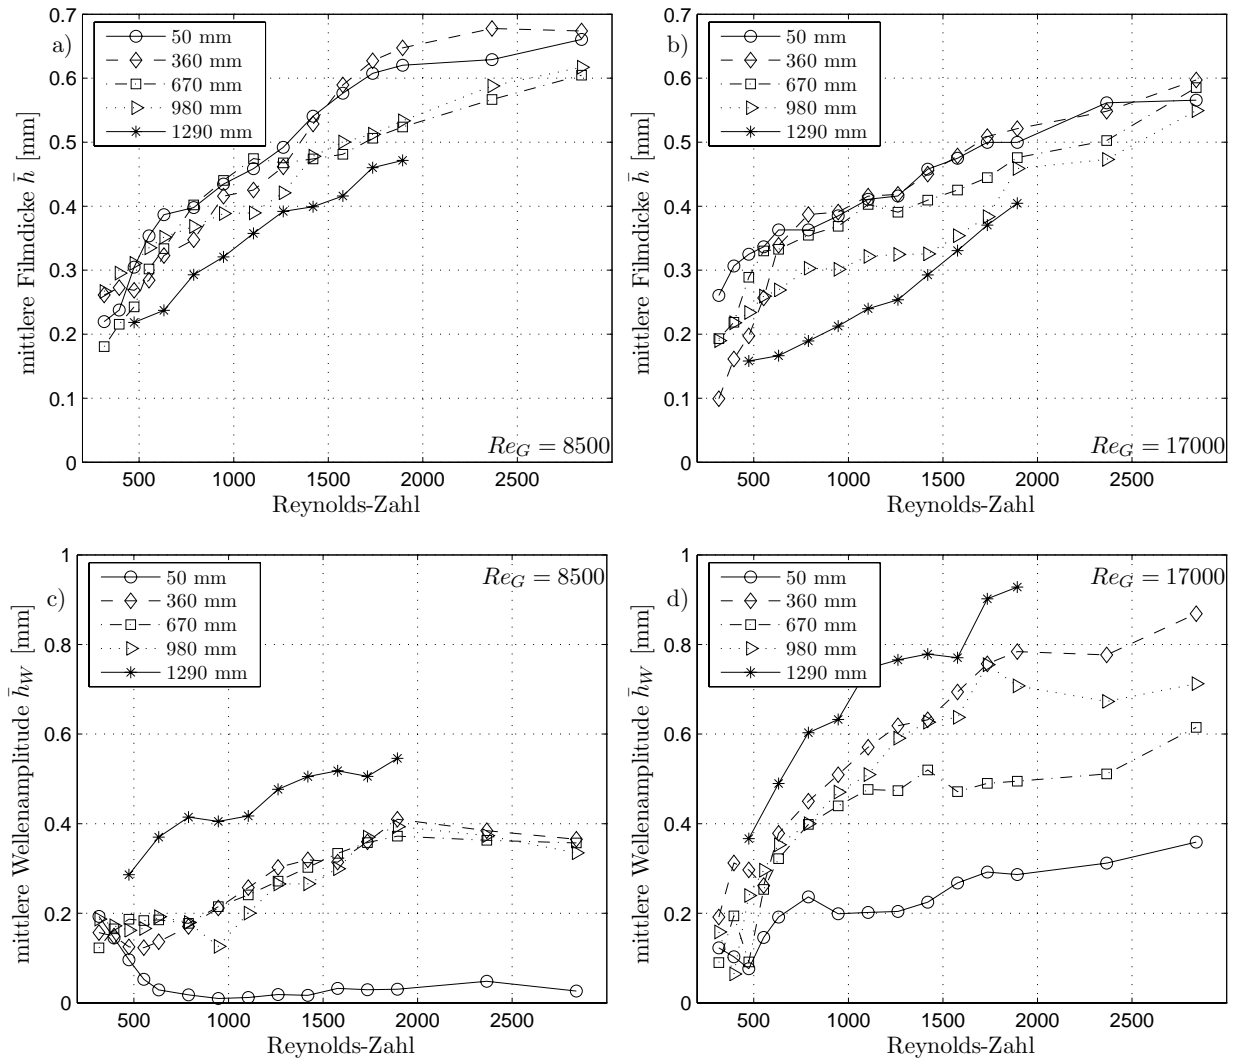 a)
50 mm
360 mm
670 mm
980 mm
1290 mm
0.7
0.6
0.5
0.4
0.3
0.2
0.1
0
mittlere Filmdicke h̄ [mm]
Re_G = 8500
500 1000 1500 2000 2500
Reynolds-Zahl
b)
50 mm
360 mm
670 mm
980 mm
1290 mm
0.7
0.6
0.5
0.4
0.3
0.2
0.1
0
mittlere Filmdicke h̄ [mm]
Re_G = 17000
500 1000 1500 2000 2500
Reynolds-Zahl
c)
50 mm
360 mm
670 mm
980 mm
1290 mm
Re_G = 8500
1
0.8
0.6
0.4
0.2
0
mittlere Wellenamplitude h̄_W [mm]
500 1000 1500 2000 2500
Reynolds-Zahl
d)
50 mm
360 mm
670 mm
980 mm
1290 mm
Re_G = 17000
1
0.8
0.6
0.4
0.2
0
mittlere Wellenamplitude h̄_W [mm]
500 1000 1500 2000 2500
Reynolds-Zahl